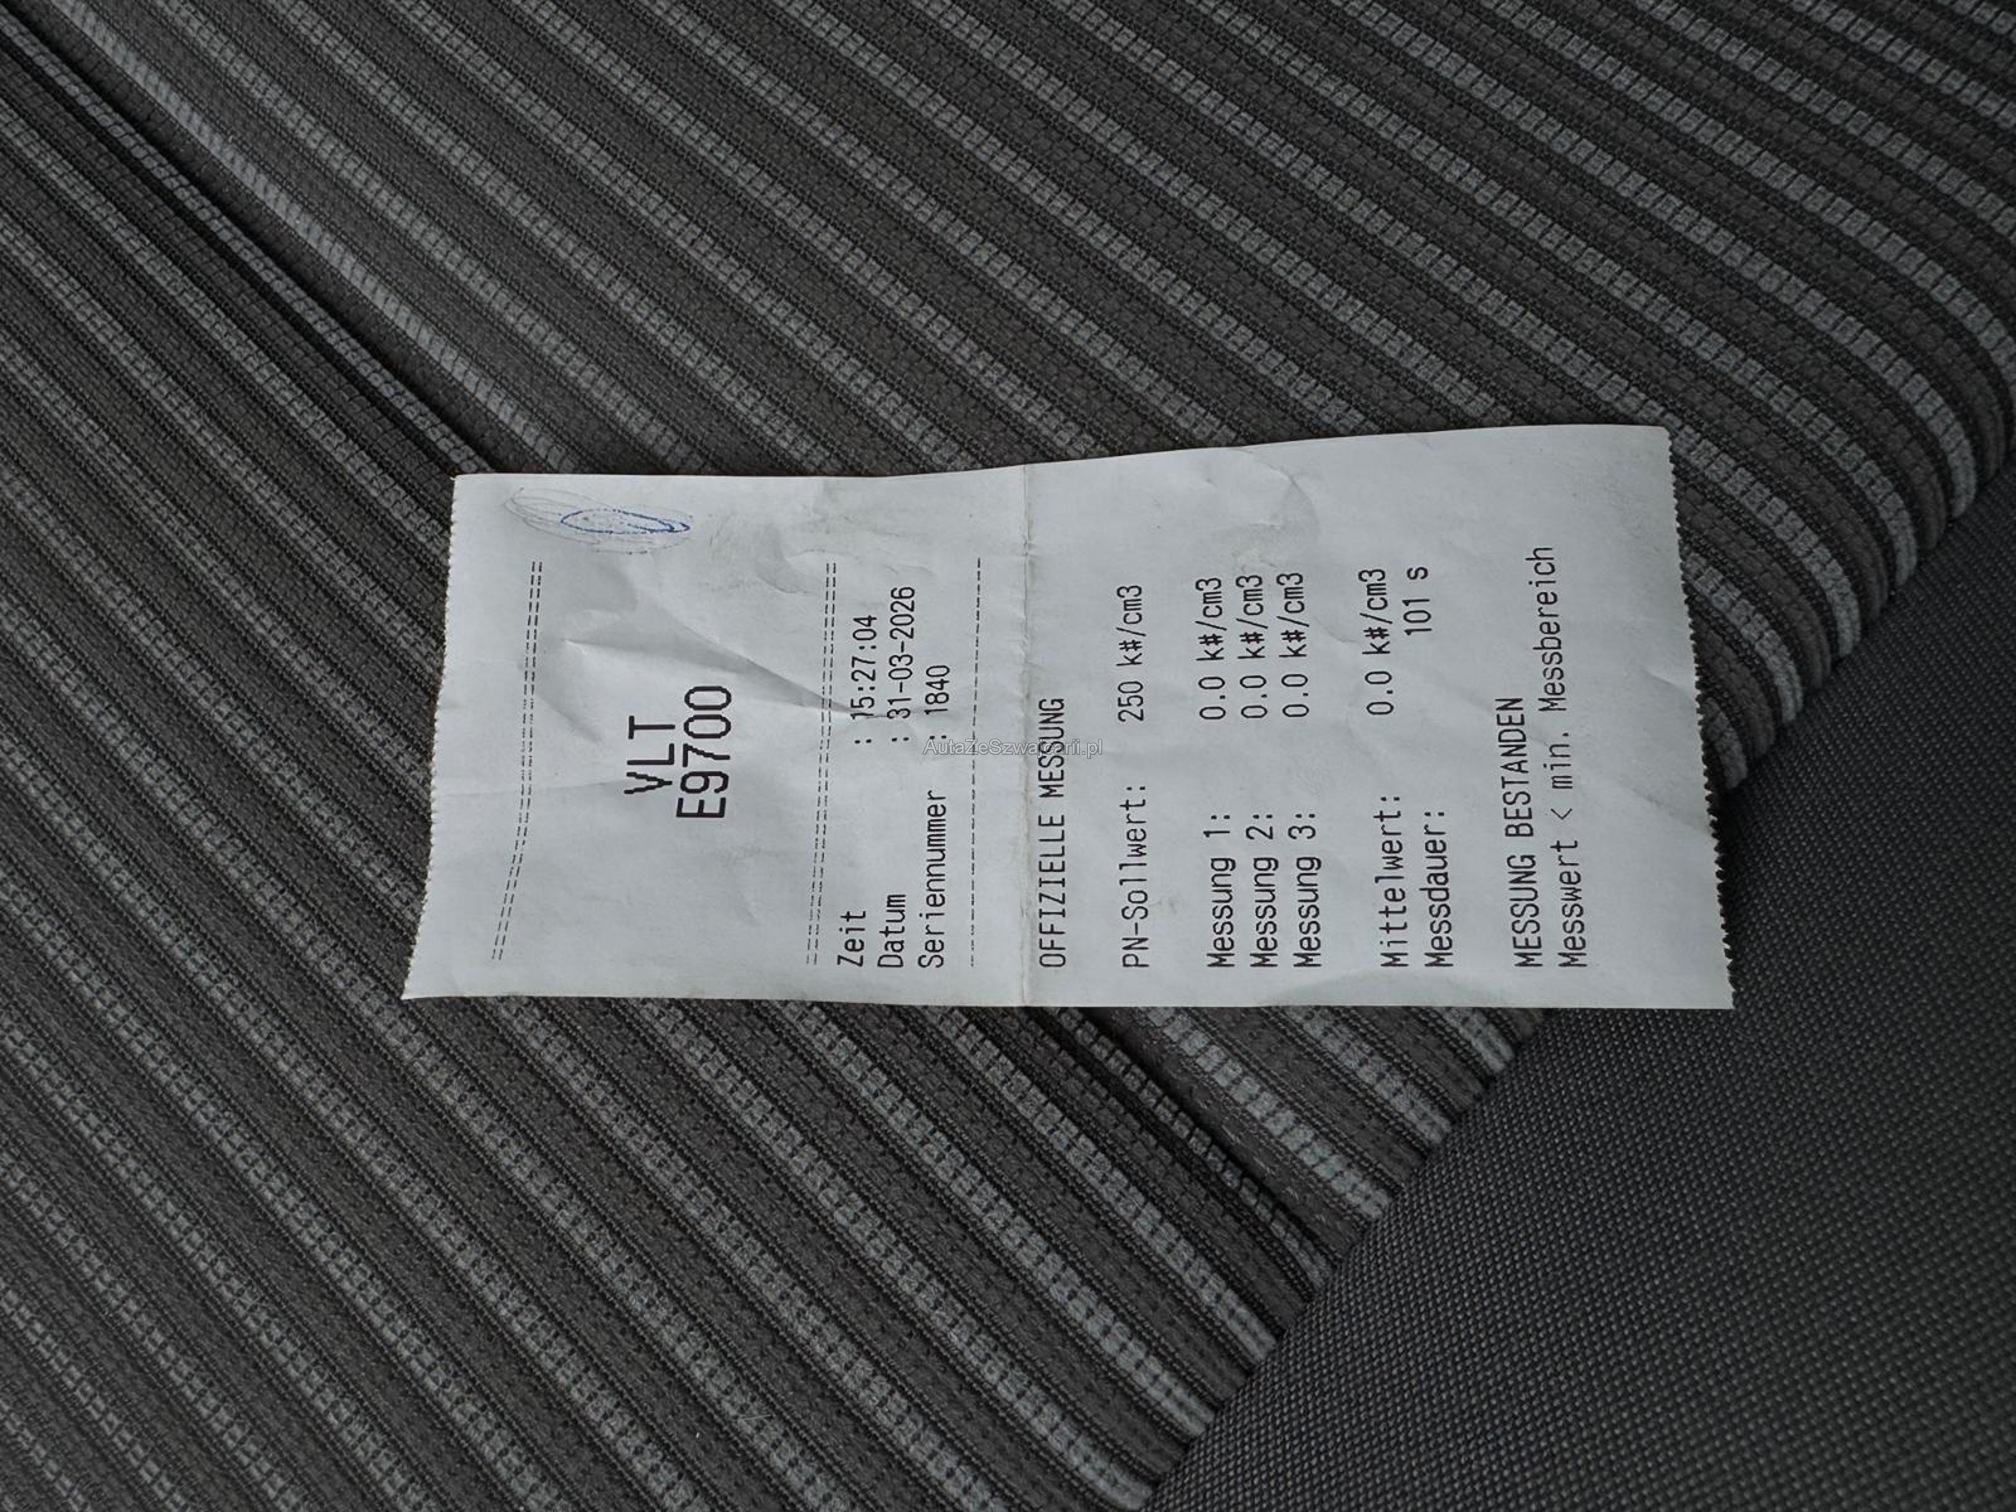 VLT
E9700
Zeit : 15:27:04
Datum : 31-03-2026
Seriennummer : 1840
OFFIZIELLE MESSUNG
PN-Sollwert: 250 k#/cm3
Messung 1: 0.0 k#/cm3
Messung 2: 0.0 k#/cm3
Messung 3: 0.0 k#/cm3
Mittelwert: 0.0 k#/cm3
Messdauer: 101 s
MESSUNG BESTANDEN
Messwert < min. Messbereich
AutaZeSzwajcarii.pl